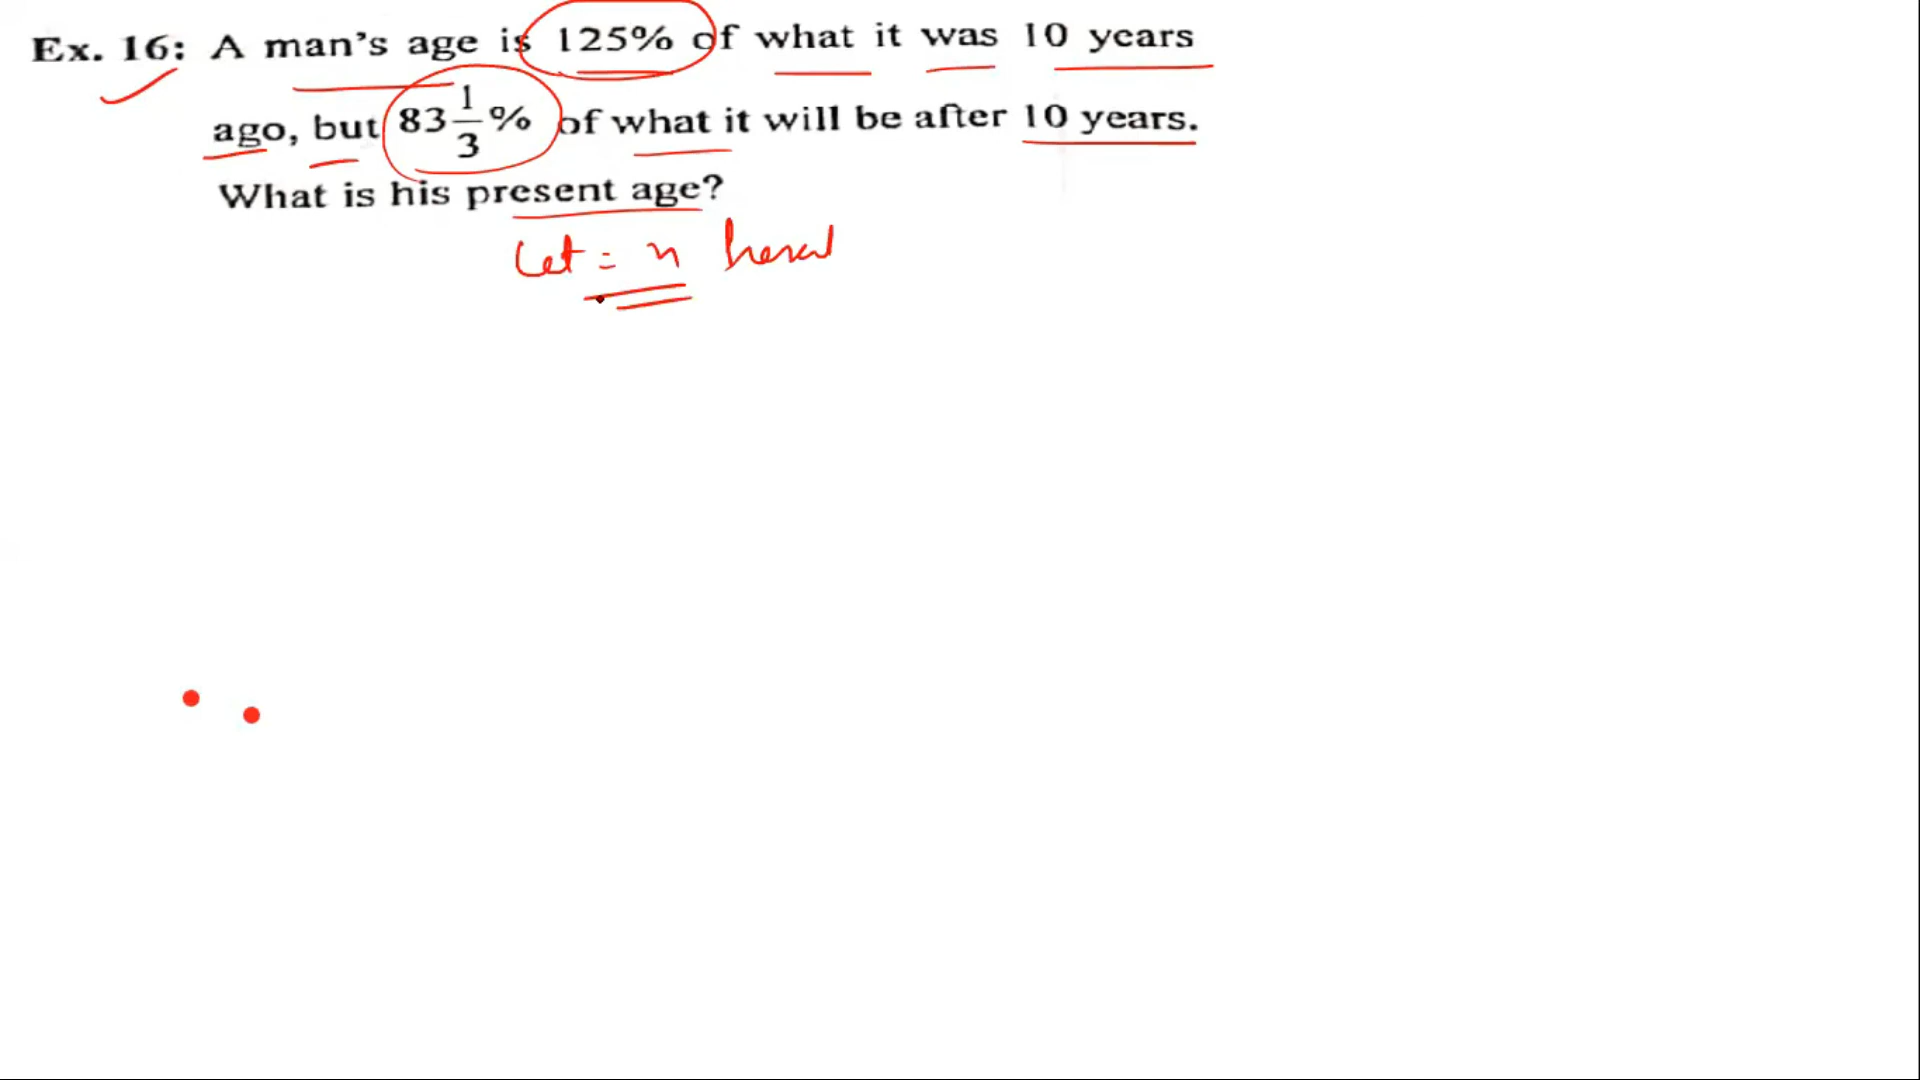 Ex. 16: A man's age is 125% of what it was 10 years
ago, but 83 1/3 % of what it will be after 10 years.
What is his present age?
Let = x